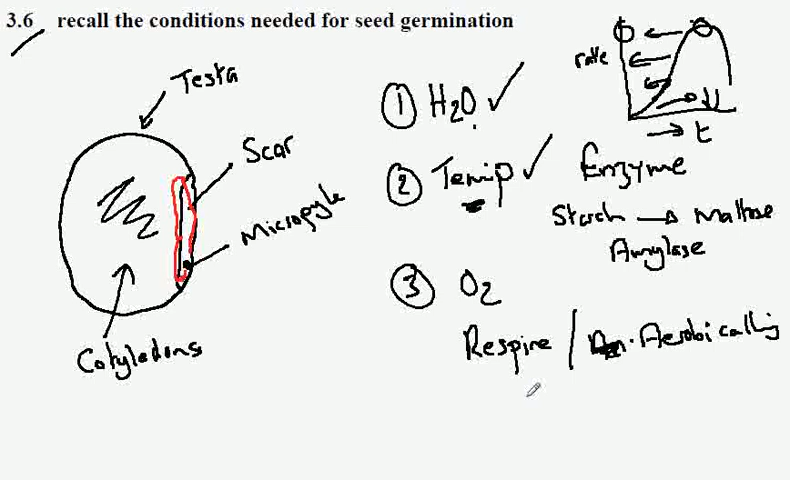 3.6 recall the conditions needed for seed germination
Testa
Scar
Micropyle
Cotyledons
① H2O ✓
② Temp ✓
③ O2
Respire / An. Aerobically
rate
→ t
Enzyme
Starch → Maltose
Amylase